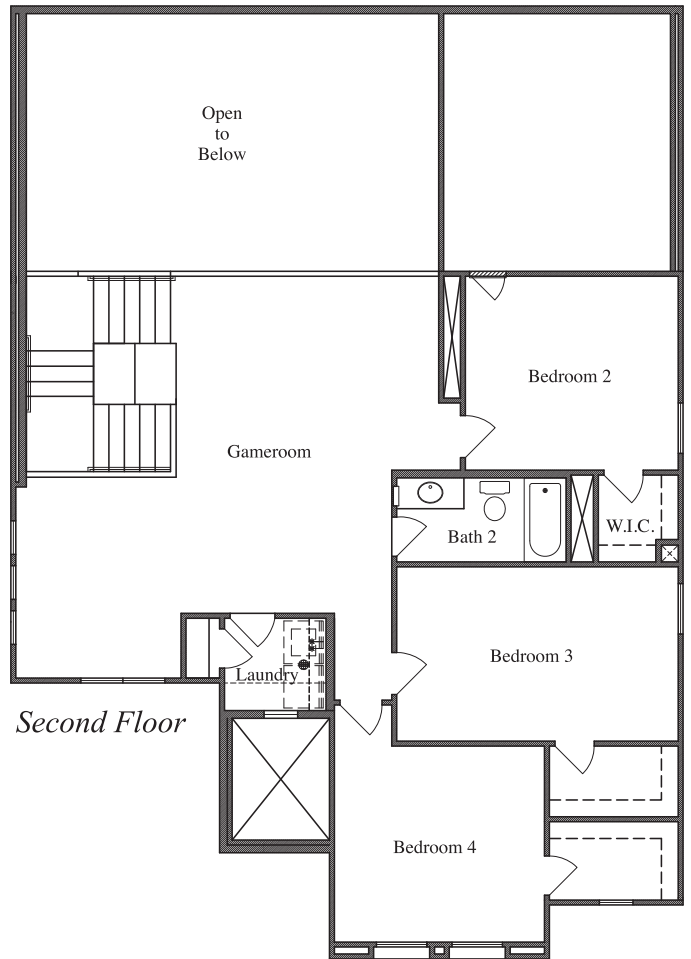 Open
to
Below
Bedroom 2
Gameroom
W.I.C.
Bath 2
Bedroom 3
Laundry
Second Floor
Bedroom 4